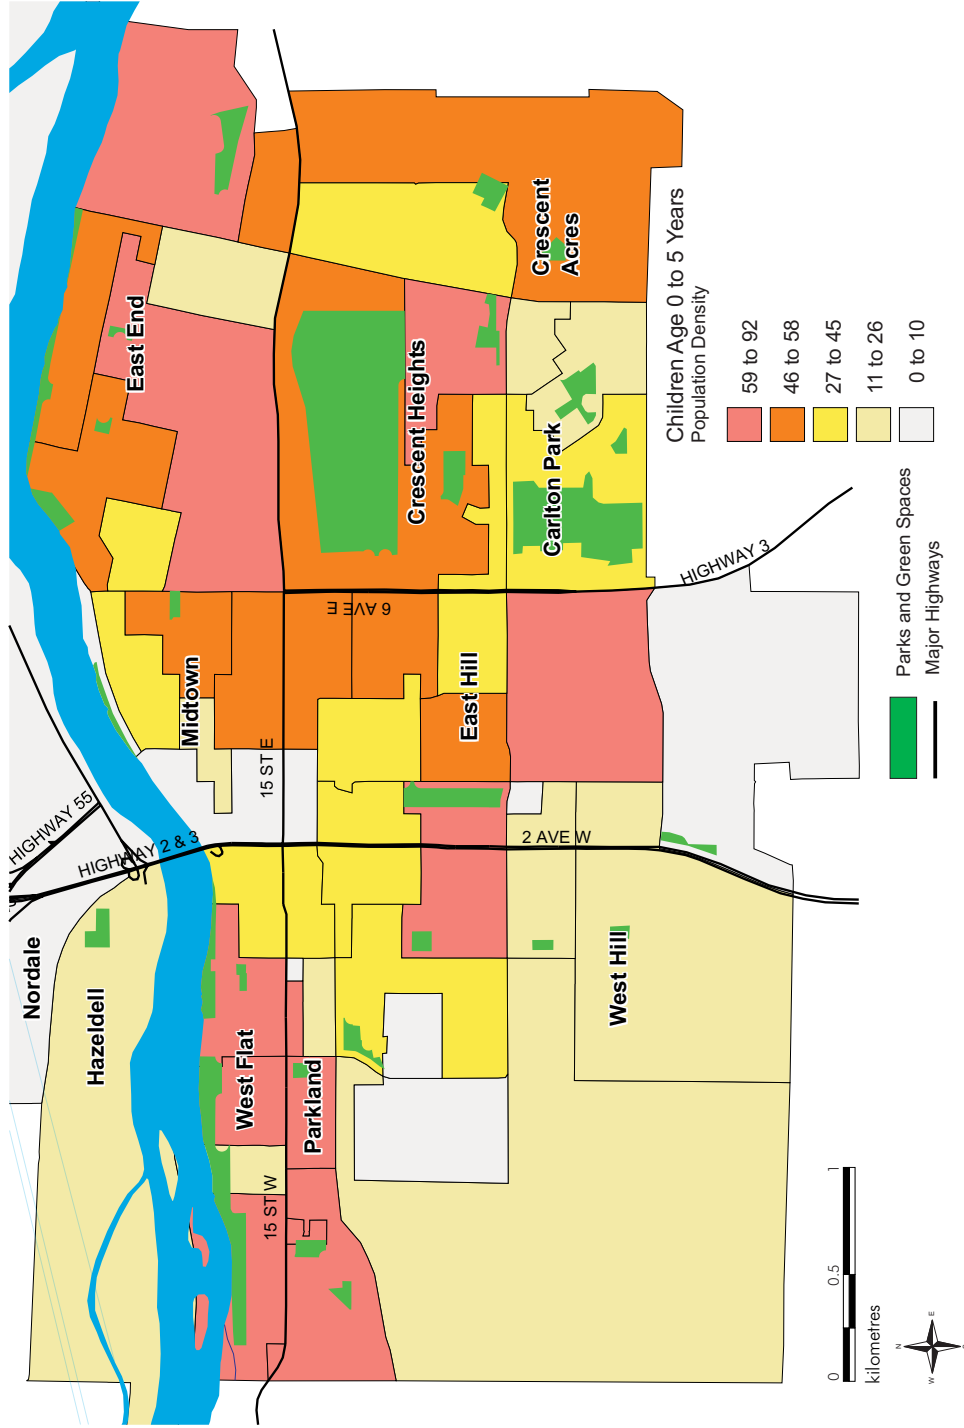 Nordale
Hazeldell
HIGHWAY 55
HIGHWAY 2 & 3
East End
Midtown
West Flat
15 ST W
15 ST E
Parkland
6 AVE E
Crescent Heights
East Hill
2 AVE W
Crescent
Acres
Carlton Park
West Hill
HIGHWAY 3
Children Age 0 to 5 Years
Population Density
59 to 92
46 to 58
27 to 45
11 to 26
0 to 10
Parks and Green Spaces
Major Highways
0
0.5
1
kilometres
N
W
E